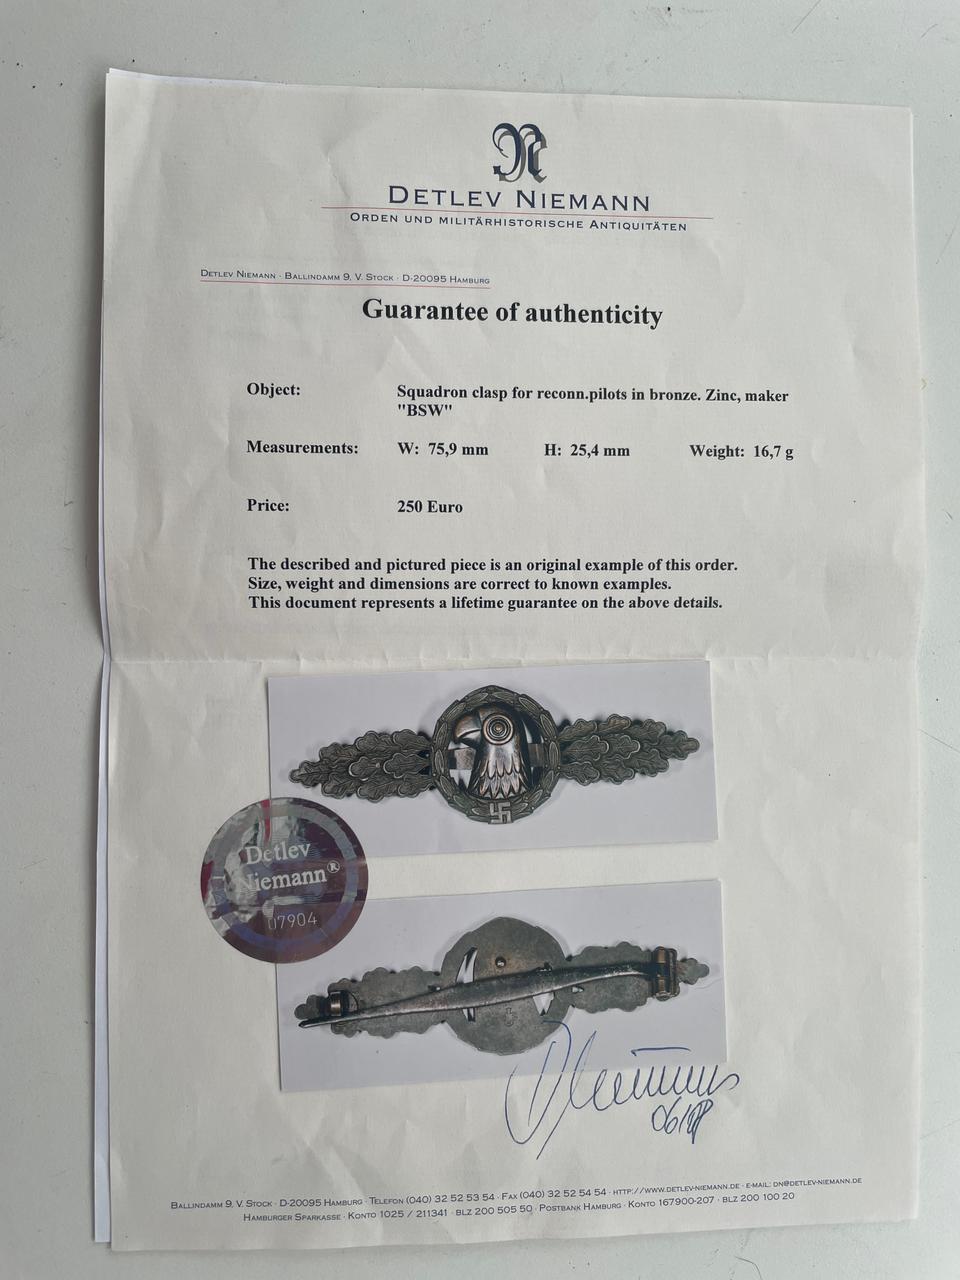 DETLEV NIEMANN
ORDEN UND MILITÄRHISTORISCHE ANTIQUITÄTEN
DETLEV NIEMANN · BALLINDAMM 9, V. STOCK · D-20095 HAMBURG
Guarantee of authenticity
Object: Squadron clasp for reconn.pilots in bronze. Zinc, maker
"BSW"
Measurements: W: 75,9 mm H: 25,4 mm Weight: 16,7 g
Price: 250 Euro
The described and pictured piece is an original example of this order.
Size, weight and dimensions are correct to known examples.
This document represents a lifetime guarantee on the above details.
Detlev
Niemann®
07904
BALLINDAMM 9, V. STOCK · D-20095 HAMBURG · TELEFON (040) 32 52 53 54 · FAX (040) 32 52 54 54 · HTTP://WWW.DETLEV-NIEMANN.DE · E-MAIL: DN@DETLEV-NIEMANN.DE
HAMBURGER SPARKASSE · KONTO 1025 / 211341 · BLZ 200 505 50 · POSTBANK HAMBURG · KONTO 167900-207 · BLZ 200 100 20